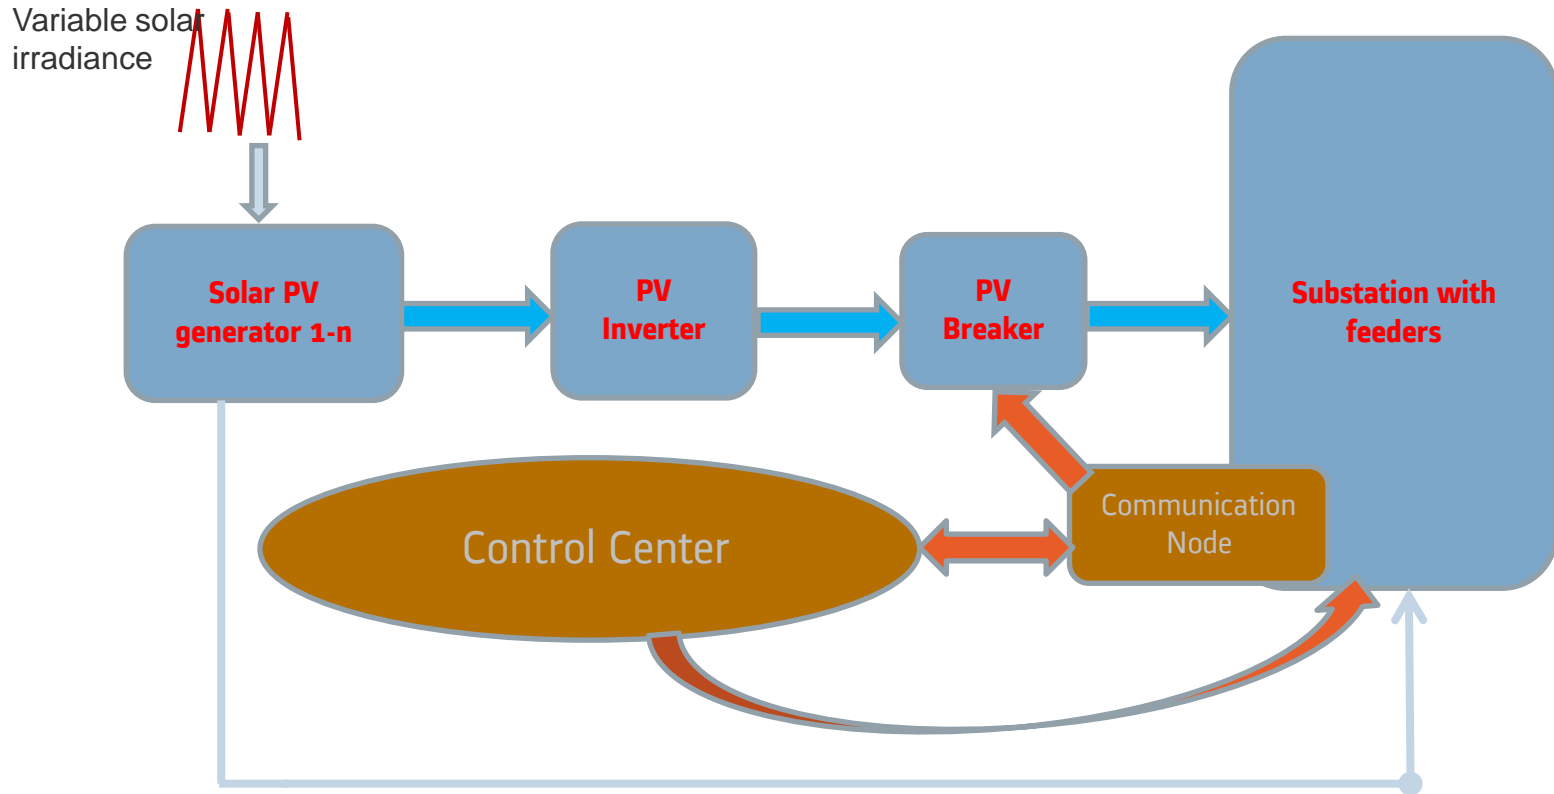 Variable solar
irradiance
Solar PV
generator 1-n
PV
Inverter
PV
Breaker
Substation with
feeders
Control Center
Communication
Node